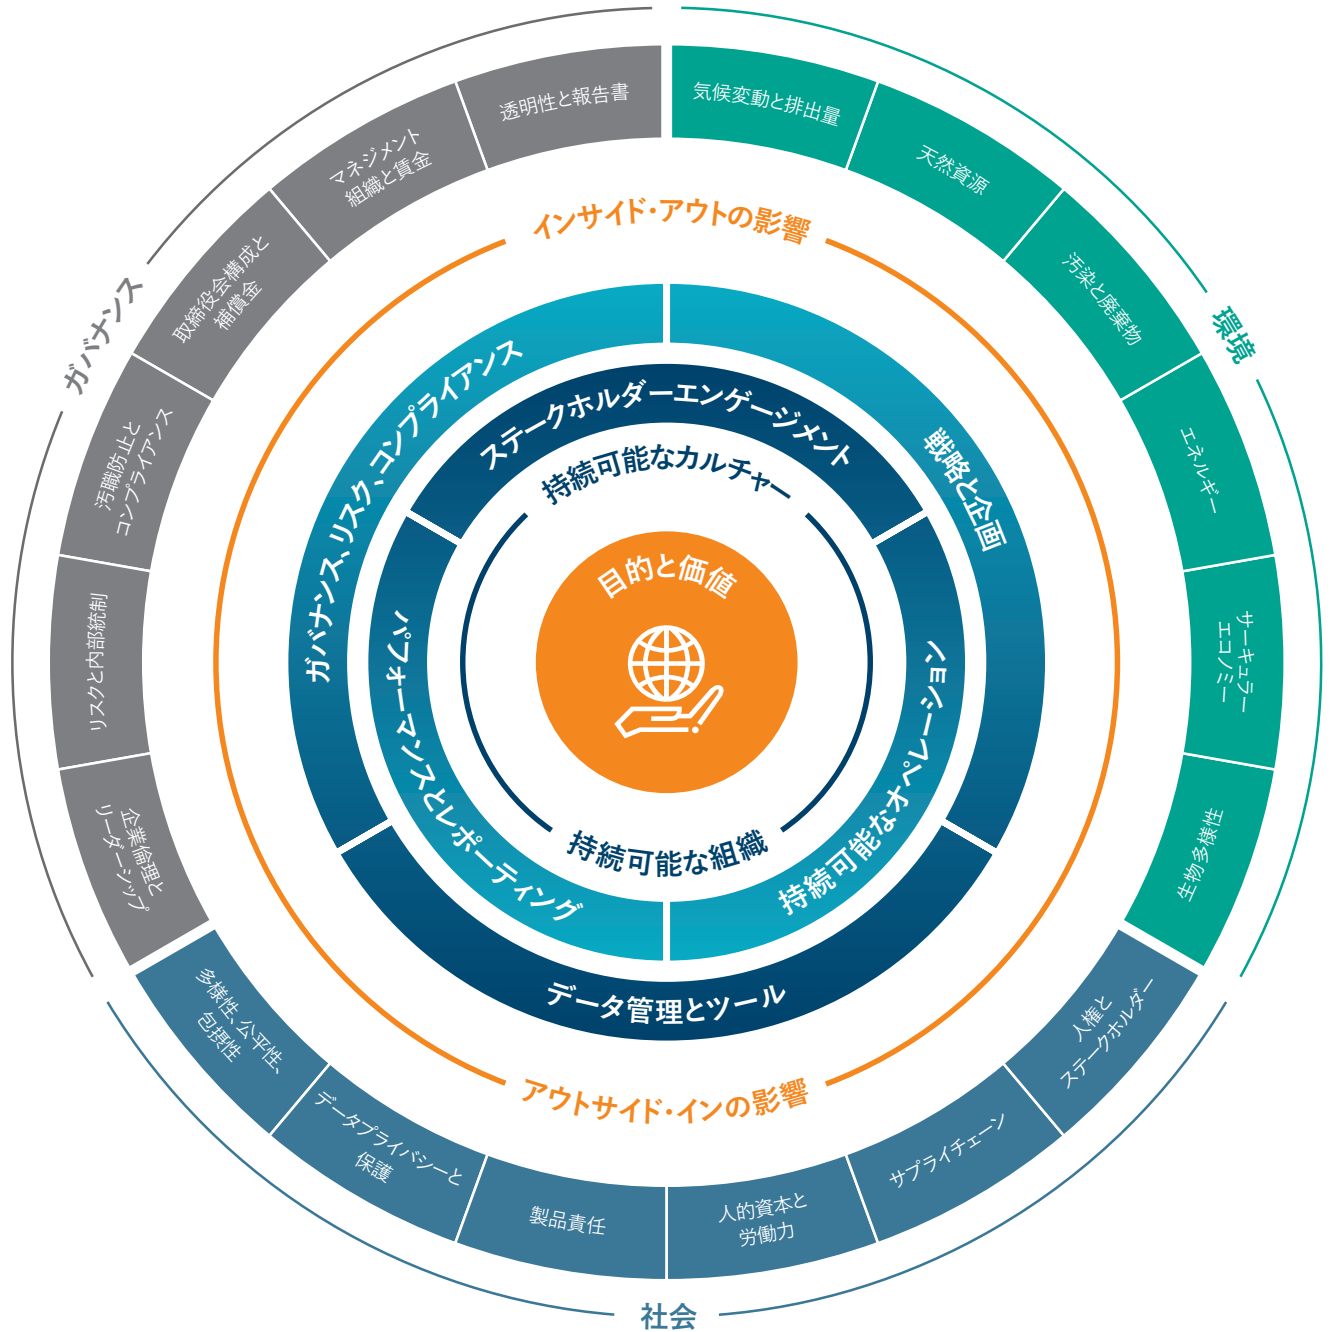 環境
気候変動と排出量
天然資源
汚染と廃棄物
エネルギー
サーキュラー
エコノミー
生物多様性
社会
人権と
ステークホルダー
サプライチェーン
人的資本と
労働力
製品責任
データプライバシーと
保護
多様性、公平性、
包摂性
ガバナンス
企業倫理と
リーダーシップ
リスクと内部統制
汚職防止と
コンプライアンス
取締役会構成と
補償金
マネジメント
組織と賃金
透明性と報告書
インサイド・アウトの影響
アウトサイド・インの影響
ガバナンス、リスク、コンプライアンス
戦略と企画
データ管理とツール
ステークホルダーエンゲージメント
持続可能なオペレーション
パフォーマンスとレポーティング
持続可能なカルチャー
持続可能な組織
目的と価値